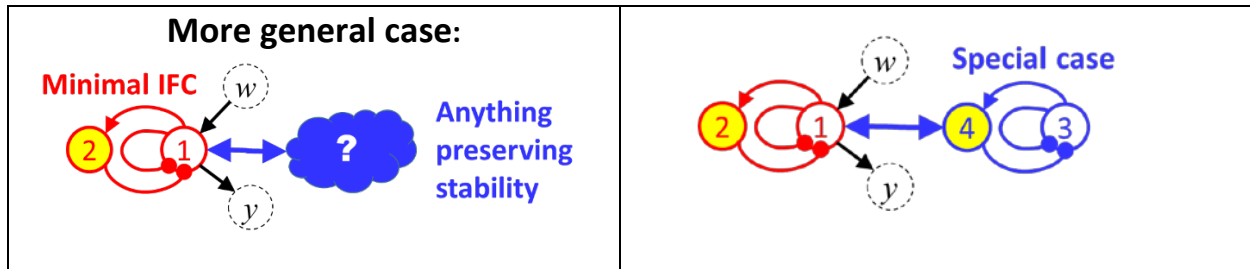 More general case:
Minimal IFC
w
2
1
?
y
Anything
preserving
stability
Special case
w
2
1
4
3
y